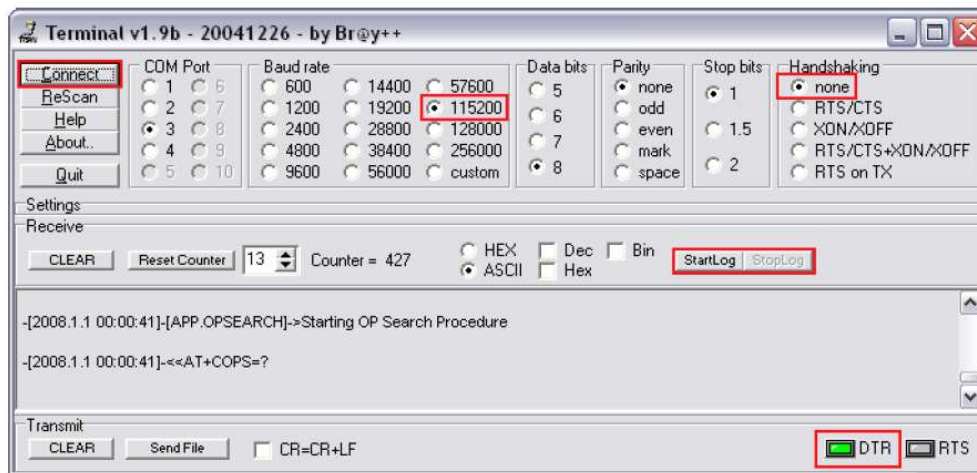 Terminal v1.9b - 20041226 - by Br@y++
Connect
ReScan
Help
About..
Quit
COM Port
1 6
2 7
3 8
4 9
5 10
Baud rate
600 14400 57600
1200 19200 115200
2400 28800 128000
4800 38400 256000
9600 56000 custom
Data bits
5
6
7
8
Parity
none
odd
even
mark
space
Stop bits
1
1.5
2
Handshaking
none
RTS/CTS
XON/XOFF
RTS/CTS+XON/XOFF
RTS on TX
Settings
Receive
CLEAR Reset Counter 13 Counter = 427 HEX Dec Bin StartLog StopLog
ASCII Hex
-[2008.1.1 00:00:41]-[APP.OPSEARCH]->Starting OP Search Procedure
-[2008.1.1 00:00:41]-<<AT+COPS=?
Transmit
CLEAR Send File CR=CR+LF DTR RTS